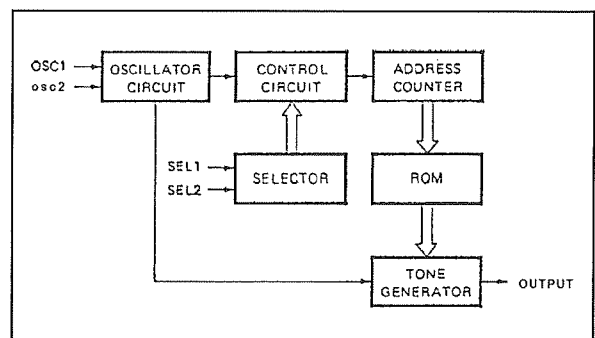 OSC1
osc2
OSCILLATOR
CIRCUIT
CONTROL
CIRCUIT
ADDRESS
COUNTER
SEL1
SEL2
SELECTOR
ROM
TONE
GENERATOR
OUTPUT